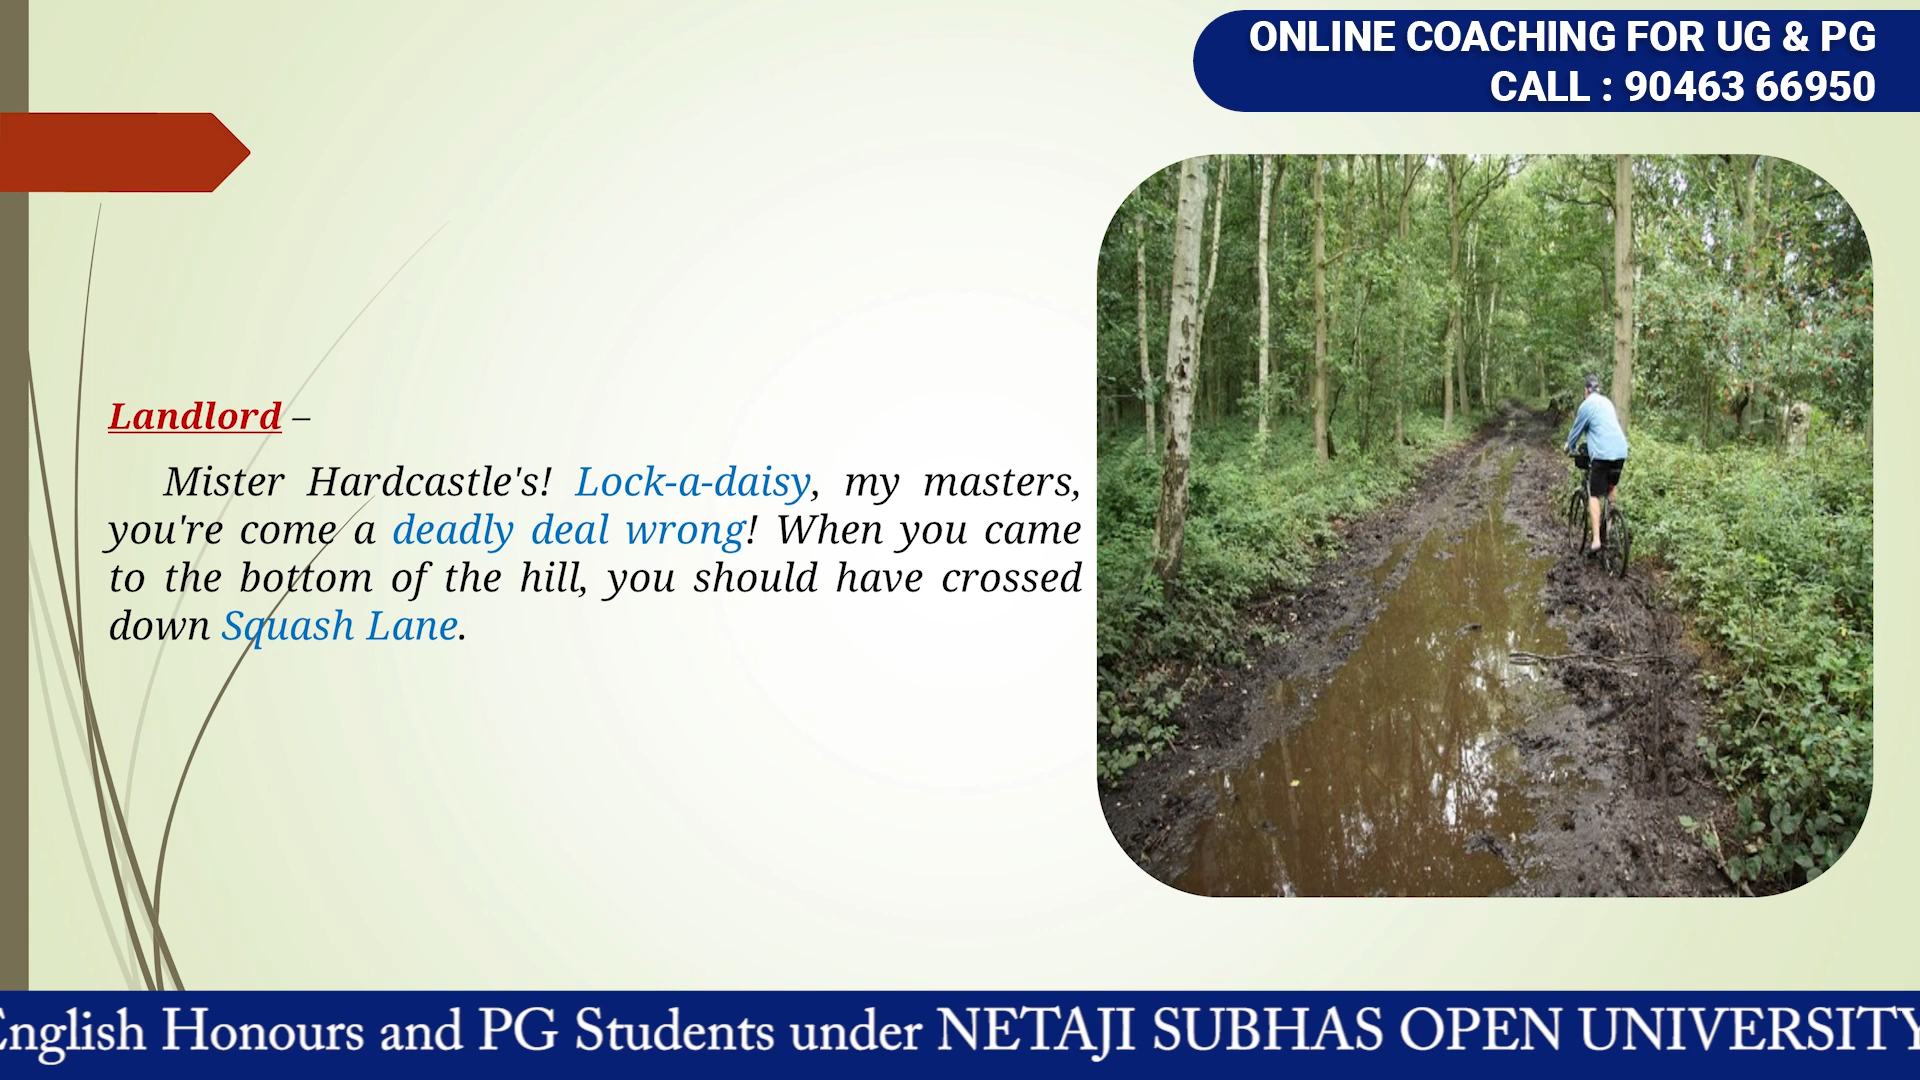 ONLINE COACHING FOR UG & PG
CALL : 90463 66950
Landlord –
Mister Hardcastle's! Lock-a-daisy, my masters,
you're come a deadly deal wrong! When you came
to the bottom of the hill, you should have crossed
down Squash Lane.
English Honours and PG Students under NETAJI SUBHAS OPEN UNIVERSITY